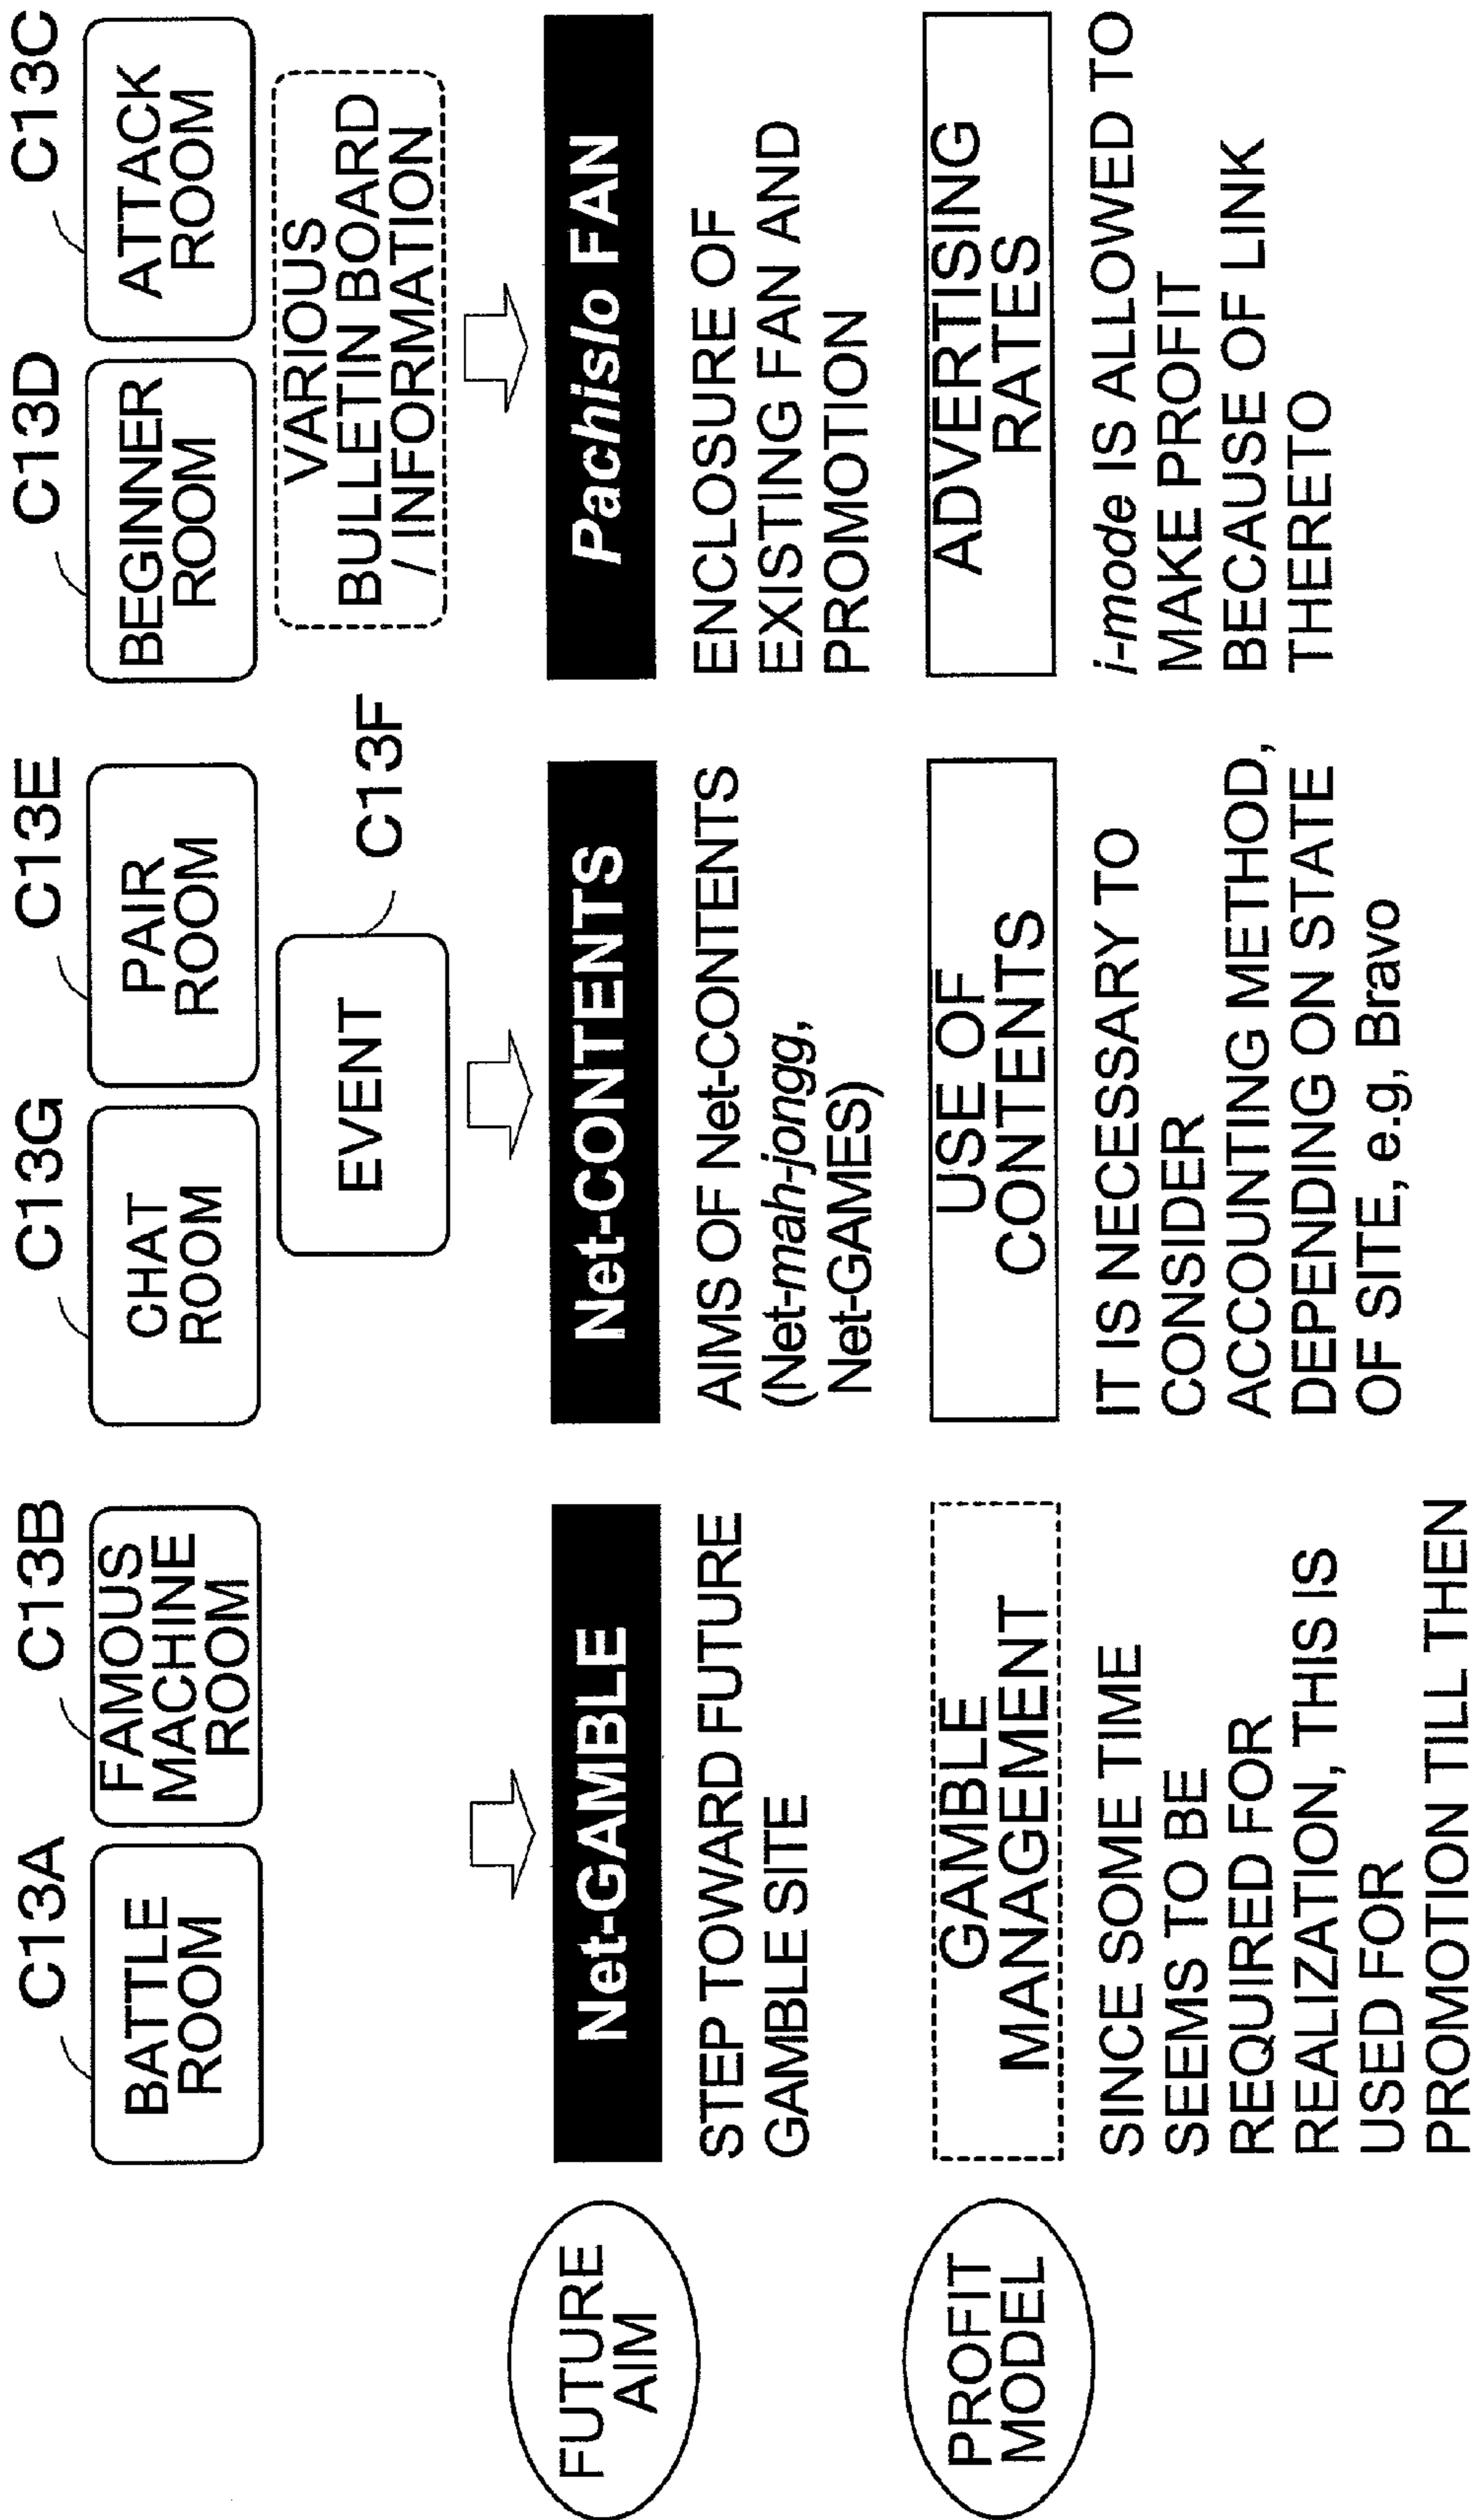 C13A
C13B
C13G
C13E
C13D
C13C
BATTLE
ROOM
FAMOUS
MACHINE
ROOM
CHAT
ROOM
PAIR
ROOM
BEGINNER
ROOM
ATTACK
ROOM
EVENT
C13F
VARIOUS
BULLETIN BOARD
/ INFORMATION
FUTURE
AIM
Net-GAMBLE
STEP TOWARD FUTURE
GAMBLE SITE
Net-CONTENTS
AIMS OF Net-CONTENTS
(Net-mah-jongg,
Net-GAMES)
Pachislo FAN
ENCLOSURE OF
EXISTING FAN AND
PROMOTION
PROFIT
MODEL
GAMBLE
MANAGEMENT
SINCE SOME TIME
SEEMS TO BE
REQUIRED FOR
REALIZATION, THIS IS
USED FOR
PROMOTION TILL THEN
USE OF
CONTENTS
IT IS NECESSARY TO
CONSIDER
ACCOUNTING METHOD,
DEPENDING ON STATE
OF SITE, e.g, Bravo
ADVERTISING
RATES
i-mode IS ALLOWED TO
MAKE PROFIT
BECAUSE OF LINK
THERETO